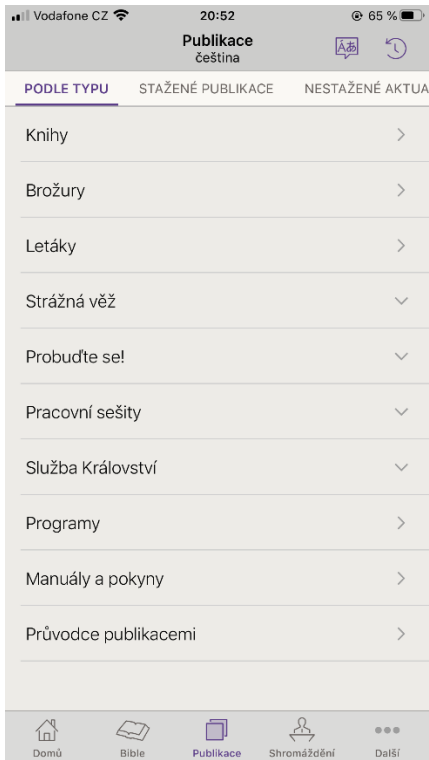 Vodafone CZ 20:52 65 %
Publikace
čeština
PODLE TYPU STAŽENÉ PUBLIKACE NESTAŽENÉ AKTUA
Knihy
Brožury
Letáky
Strážná věž
Probuďte se!
Pracovní sešity
Služba Království
Programy
Manuály a pokyny
Průvodce publikacemi
Domů Bible Publikace Shromáždění Další